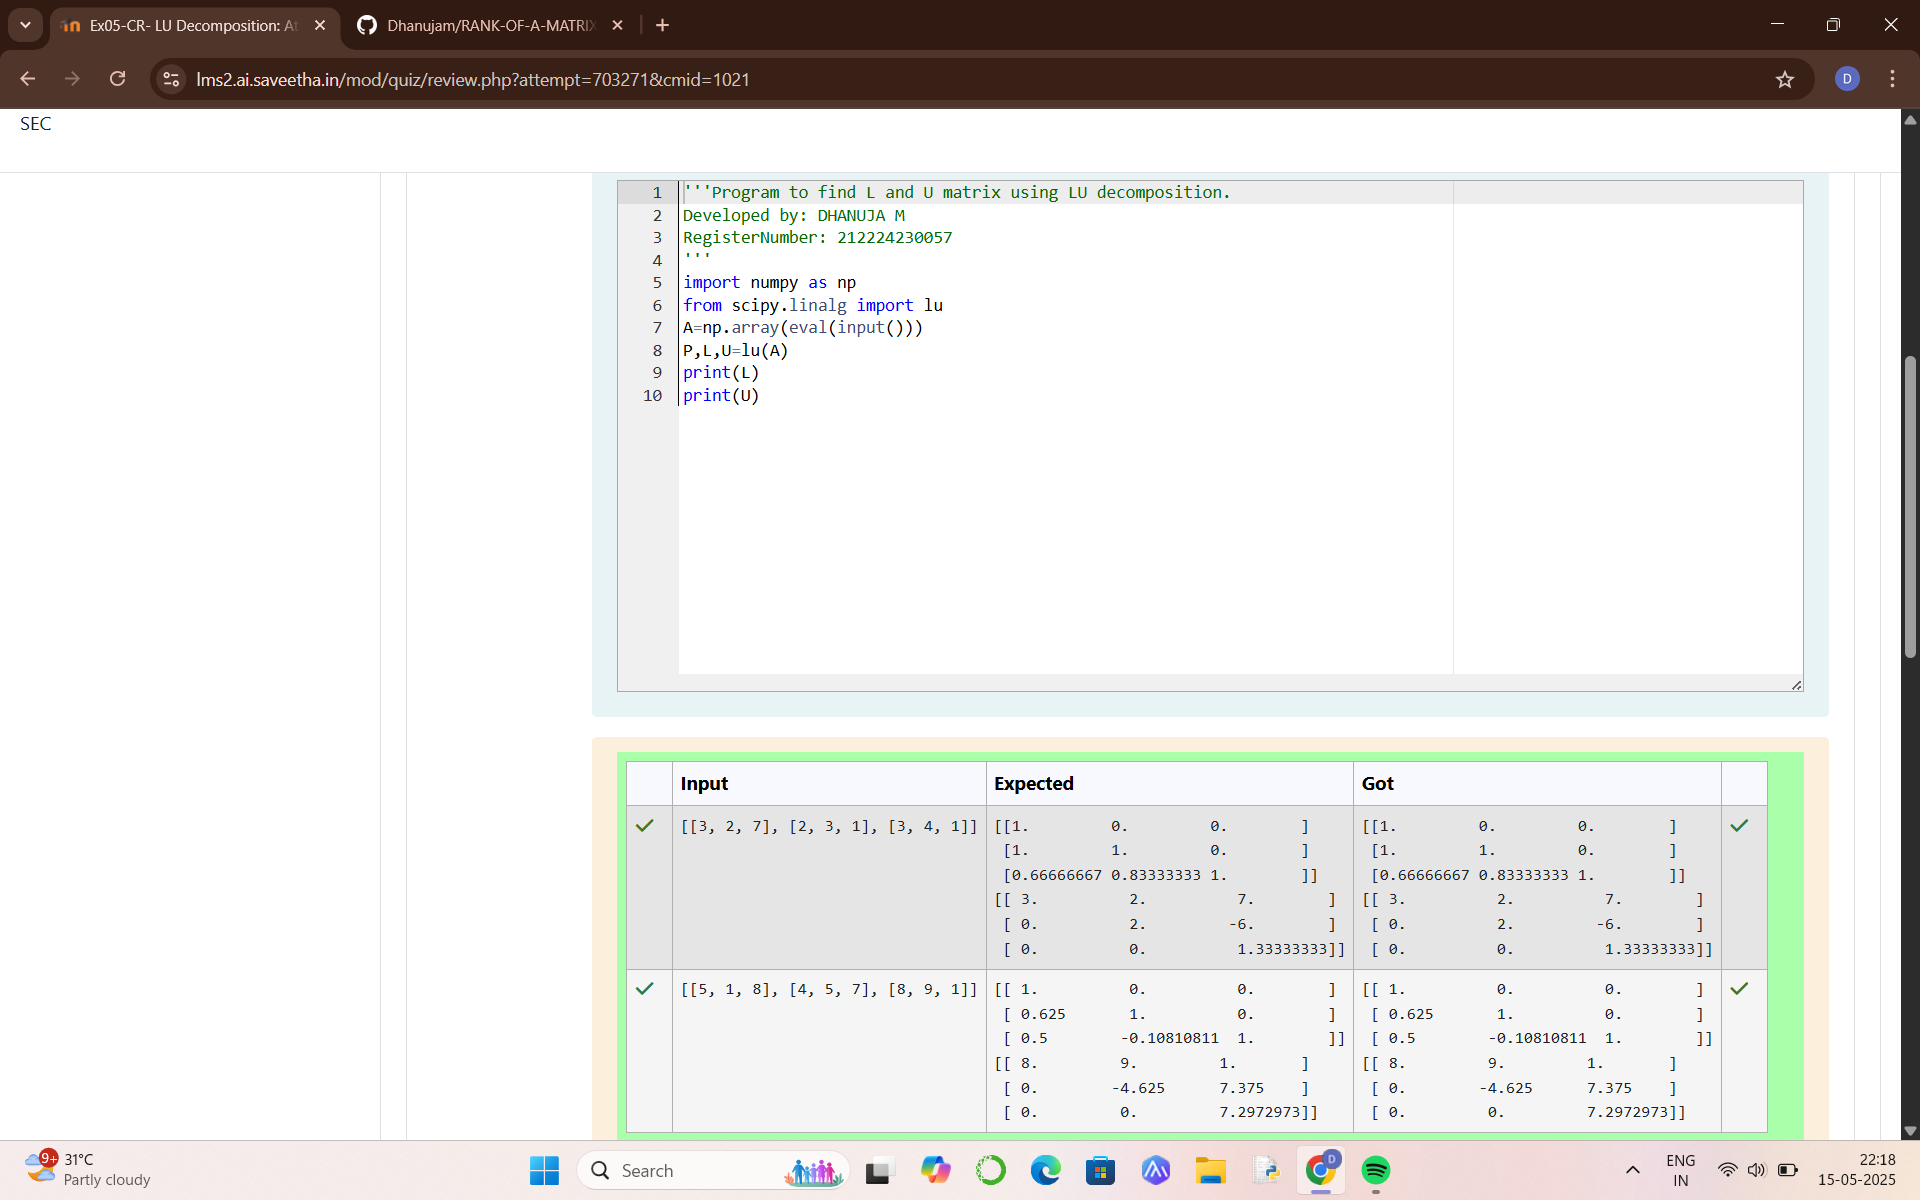 Ex05-CR- LU Decomposition: At
Dhanujam/RANK-OF-A-MATRIX
lms2.ai.saveetha.in/mod/quiz/review.php?attempt=703271&cmid=1021
D
SEC
1 '''Program to find L and U matrix using LU decomposition.
2 Developed by: DHANUJA M
3 RegisterNumber: 212224230057
4 '''
5 import numpy as np
6 from scipy.linalg import lu
7 A=np.array(eval(input()))
8 P,L,U=lu(A)
9 print(L)
10 print(U)
Input Expected Got
[[3, 2, 7], [2, 3, 1], [3, 4, 1]] [[1. 0. 0. ] [[1. 0. 0. ]
[1. 1. 0. ] [1. 1. 0. ]
[0.66666667 0.83333333 1. ]] [0.66666667 0.83333333 1. ]]
[[ 3. 2. 7. ] [[ 3. 2. 7. ]
[ 0. 2. -6. ] [ 0. 2. -6. ]
[ 0. 0. 1.33333333]] [ 0. 0. 1.33333333]]
[[5, 1, 8], [4, 5, 7], [8, 9, 1]] [[ 1. 0. 0. ] [[ 1. 0. 0. ]
[ 0.625 1. 0. ] [ 0.625 1. 0. ]
[ 0.5 -0.10810811 1. ]] [ 0.5 -0.10810811 1. ]]
[[ 8. 9. 1. ] [[ 8. 9. 1. ]
[ 0. -4.625 7.375 ] [ 0. -4.625 7.375 ]
[ 0. 0. 7.2972973]] [ 0. 0. 7.2972973]]
9+
31°C
Partly cloudy
Search
D
ENG
IN
22:18
15-05-2025